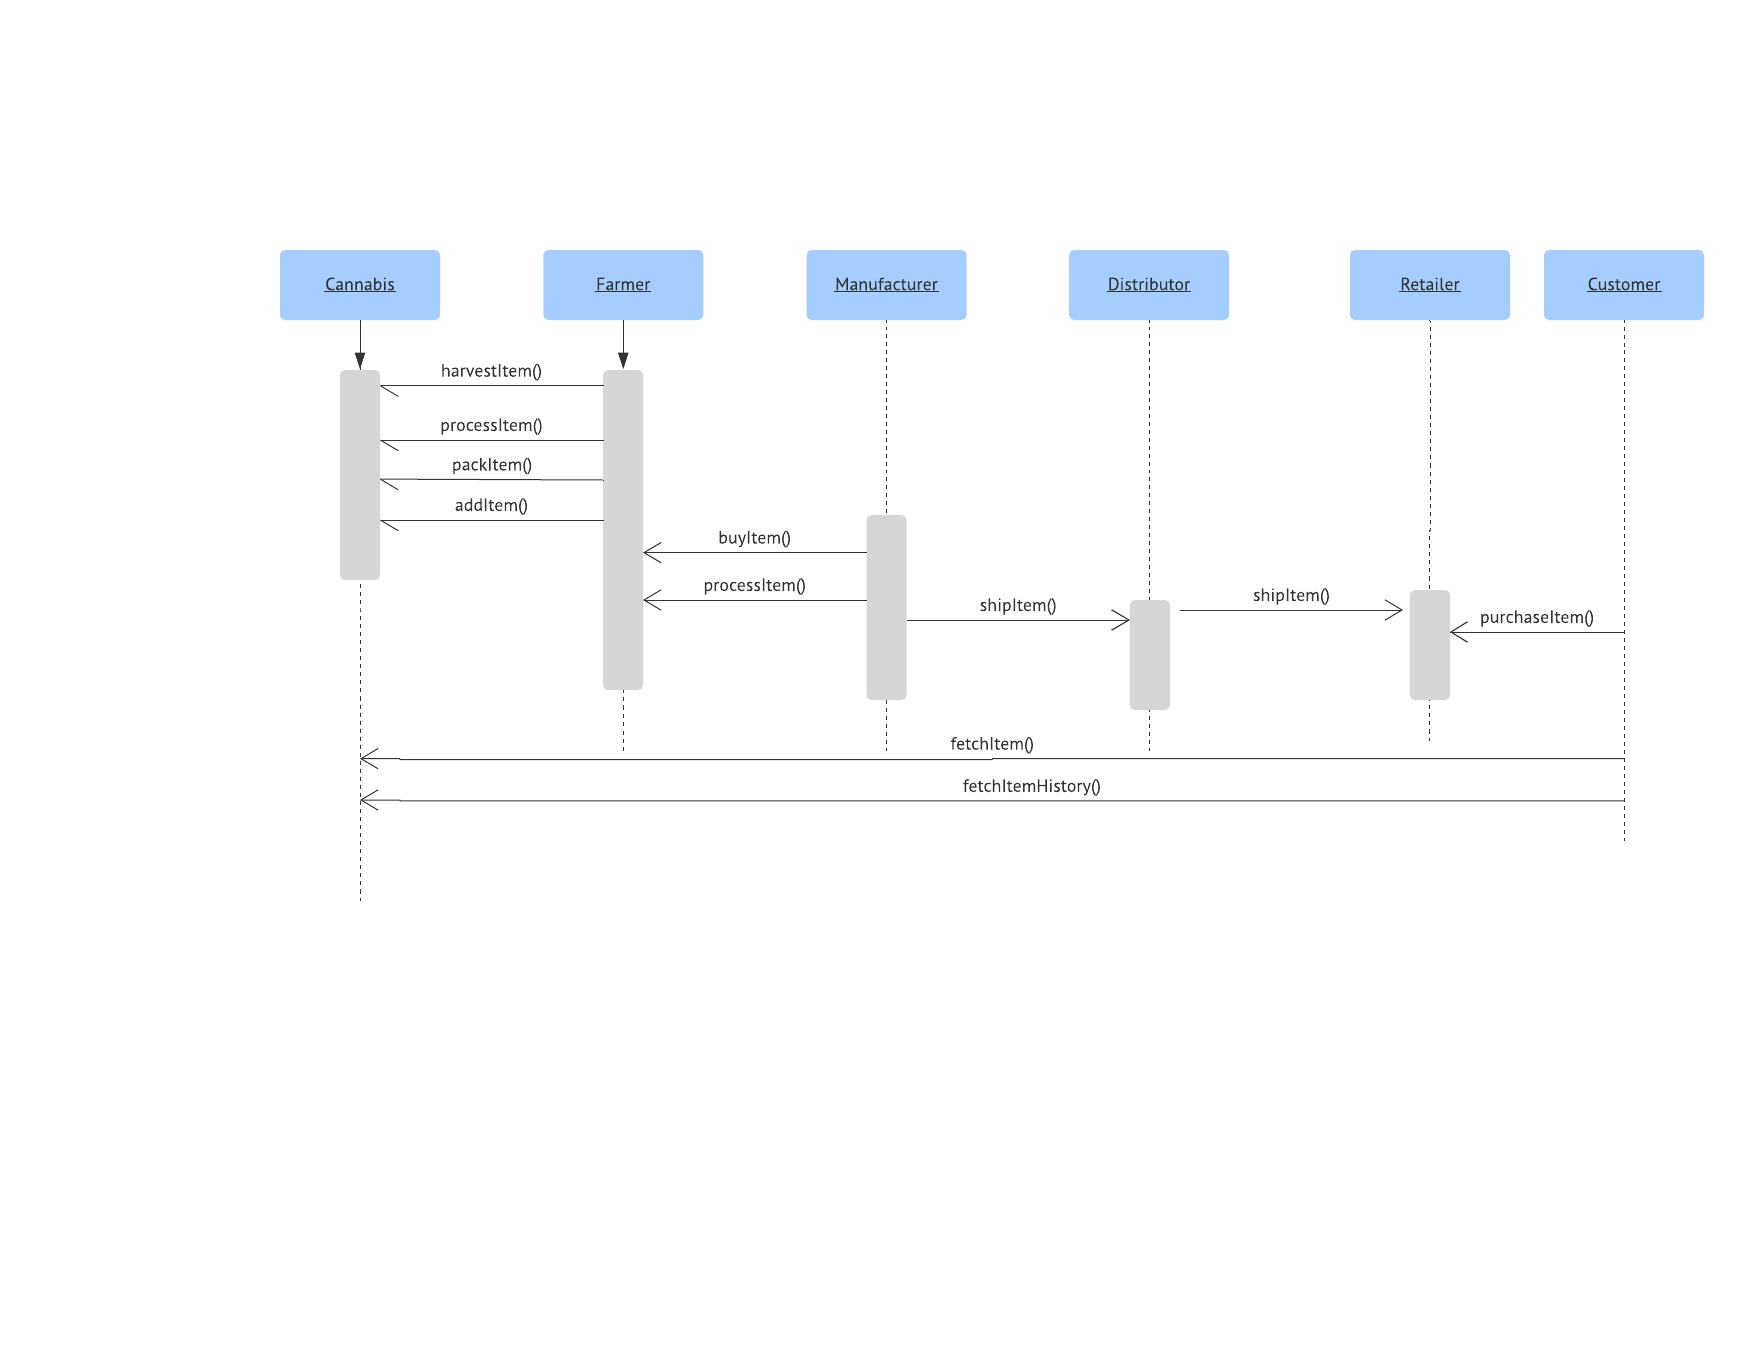 Cannabis
Farmer
Manufacturer
Distributor
Retailer
Customer
harvestItem()
processItem()
packItem()
addItem()
buyItem()
processItem()
shipItem()
shipItem()
purchaseItem()
fetchItem()
fetchItemHistory()